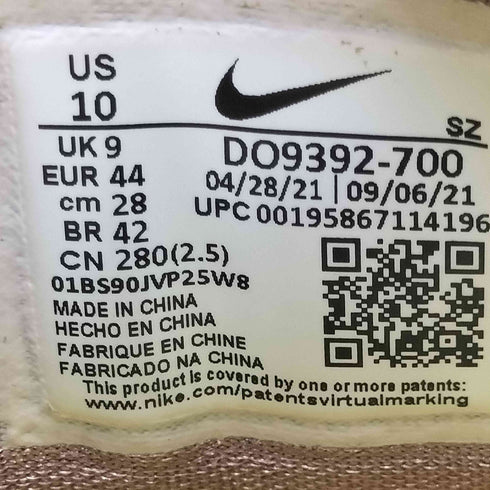 US
10
SZ
UK 9
DO9392-700
EUR 44
04/28/21 | 09/06/21
cm 28
UPC 00195867114196
BR 42
CN 280(2.5)
01BS90JVP25W8
MADE IN CHINA
HECHO EN CHINA
FABRIQUE EN CHINE
FABRICADO NA CHINA
This product is covered by one or more patents:
www.nike.com/patentsvirtualmarking